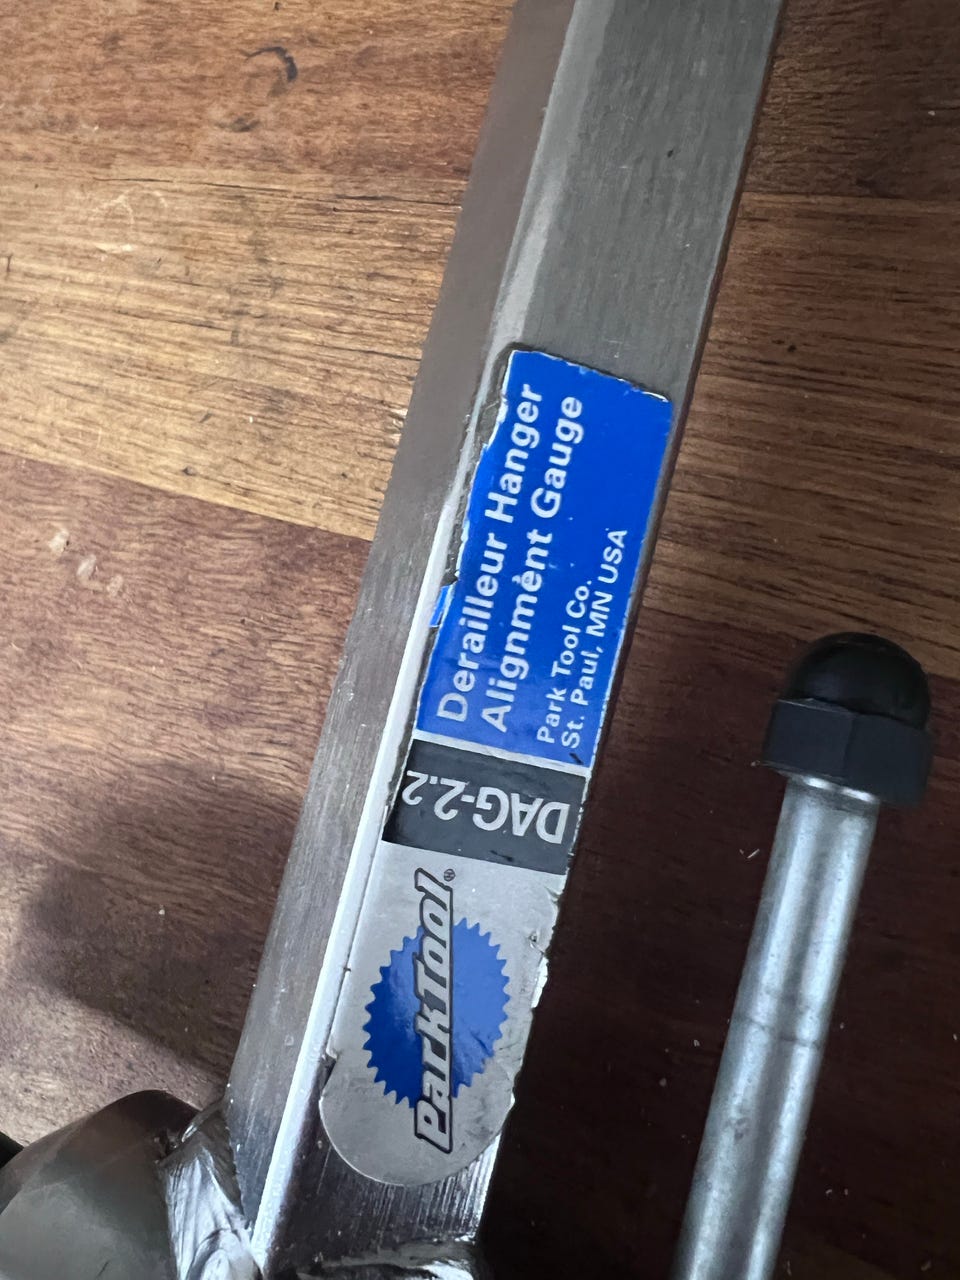 Derailleur Hanger
Alignment Gauge
Park Tool Co.
St. Paul, MN USA
DAG-2.2
ParkTool®